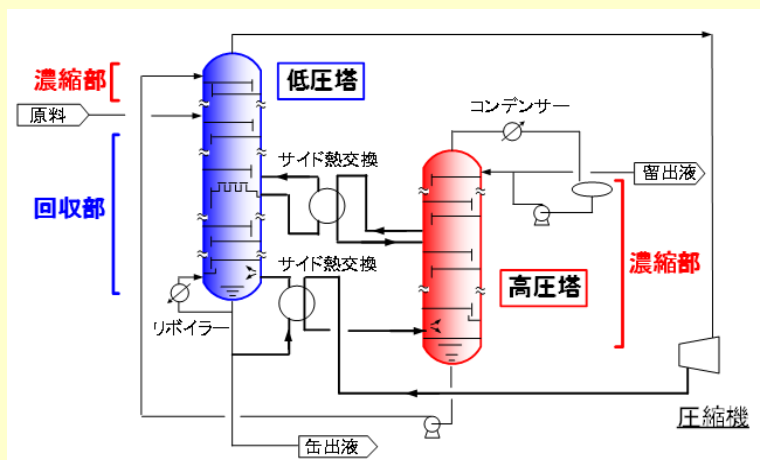 濃縮部
低圧塔
原料
コンデンサー
サイド熱交換
高圧塔
留出液
回収部
濃縮部
サイド熱交換
リボイラー
圧縮機
缶出液